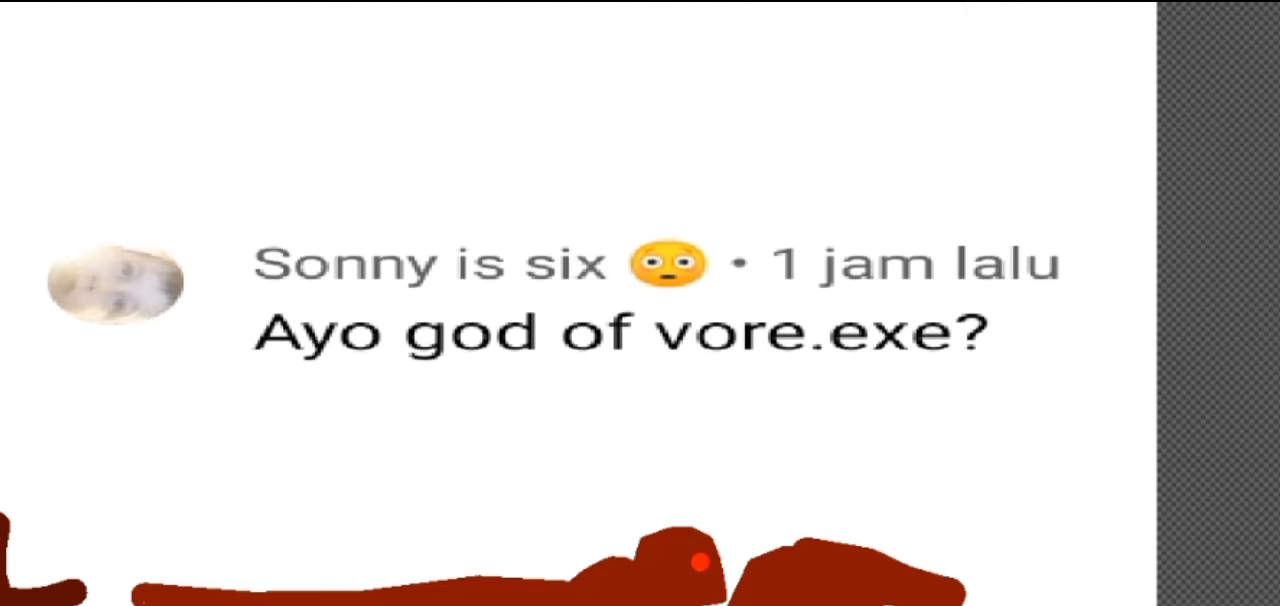 Sonny is six 😳 • 1 jam lalu
Ayo god of vore.exe?